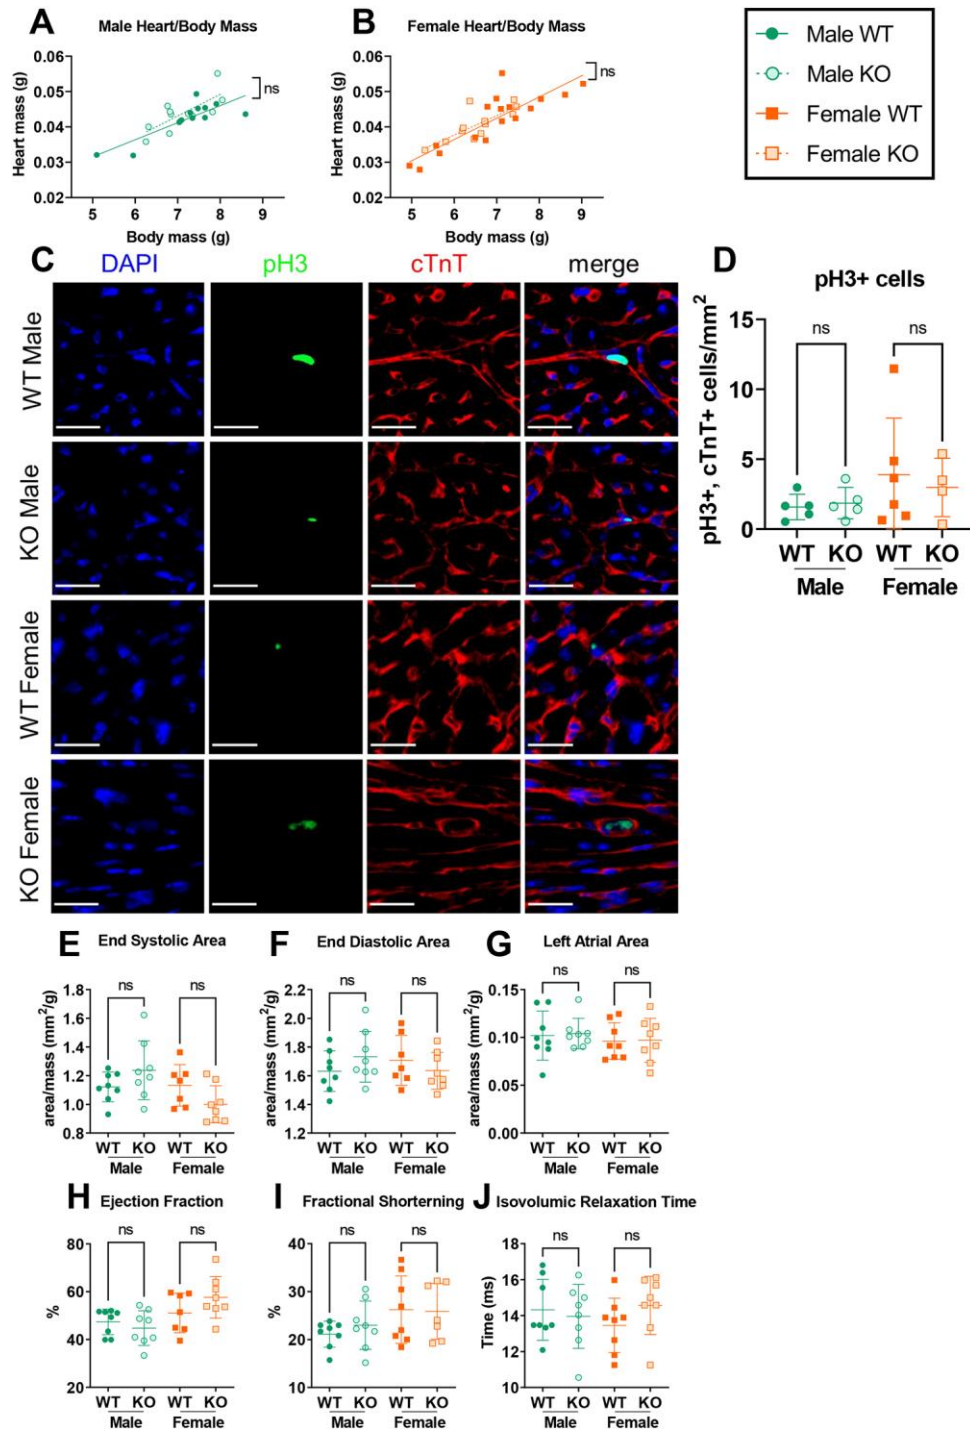 A
Male Heart/Body Mass
Heart mass (g)
0.06
0.05
0.04
0.03
0.02
ns
5 6 7 8 9
Body mass (g)
B
Female Heart/Body Mass
Heart mass (g)
0.06
0.05
0.04
0.03
0.02
ns
5 6 7 8 9
Body mass (g)
Male WT
Male KO
Female WT
Female KO
C
DAPI pH3 cTnT merge
WT Male
KO Male
WT Female
KO Female
D
pH3+ cells
pH3+, cTnT+ cells/mm²
15
10
5
0
ns ns
WT KO WT KO
Male Female
E
End Systolic Area
area/mass (mm²/g)
1.8
1.6
1.4
1.2
1.0
0.8
ns ns
WT KO WT KO
Male Female
F
End Diastolic Area
area/mass (mm²/g)
2.2
2.0
1.8
1.6
1.4
1.2
ns ns
WT KO WT KO
Male Female
G
Left Atrial Area
area/mass (mm²/g)
0.15
0.10
0.05
0.00
ns ns
WT KO WT KO
Male Female
H
Ejection Fraction
%
80
60
40
20
ns ns
WT KO WT KO
Male Female
I
Fractional Shorterning
%
40
30
20
10
ns ns
WT KO WT KO
Male Female
J
Isovolumic Relaxation Time
Time (ms)
18
16
14
12
10
ns ns
WT KO WT KO
Male Female